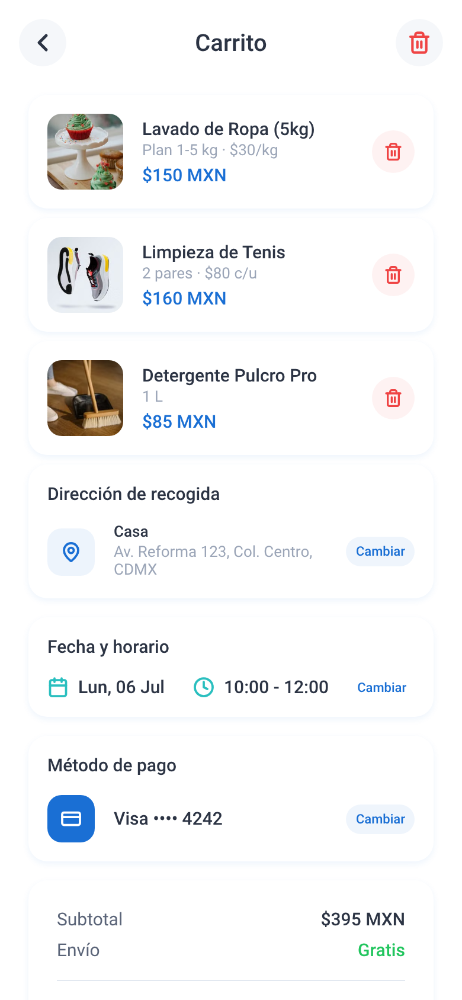 Carrito
Lavado de Ropa (5kg)
Plan 1-5 kg · $30/kg
$150 MXN
Limpieza de Tenis
2 pares · $80 c/u
$160 MXN
Detergente Pulcro Pro
1 L
$85 MXN
Dirección de recogida
Casa
Av. Reforma 123, Col. Centro,
CDMX
Cambiar
Fecha y horario
Lun, 06 Jul 10:00 - 12:00 Cambiar
Método de pago
Visa •••• 4242 Cambiar
Subtotal $395 MXN
Envío Gratis